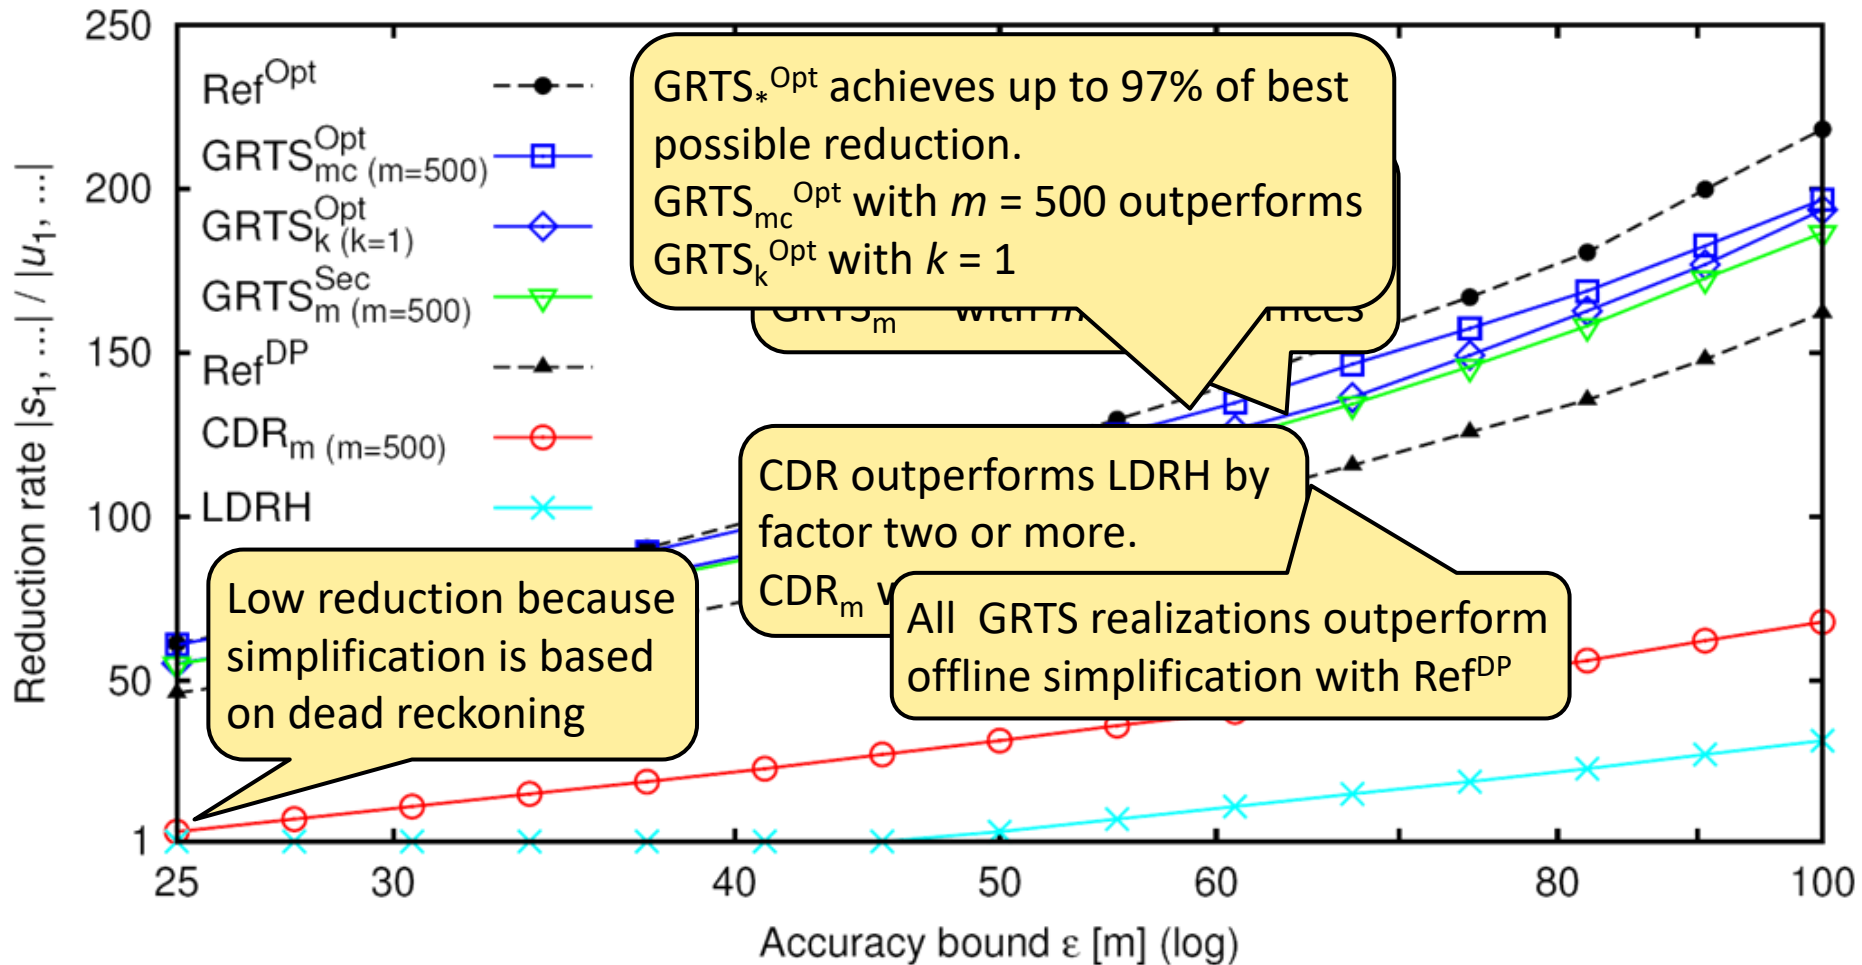 250
200
150
100
50
1
Reduction rate |s₁, ...| / |u₁, ...|
Ref^Opt
GRTS^Opt_mc (m=500)
GRTS^Opt_k (k=1)
GRTS^Sec_m (m=500)
Ref^DP
CDR_m (m=500)
LDRH
GRTS_*^Opt achieves up to 97% of best
possible reduction.
GRTS_mc^Opt with m = 500 outperforms
GRTS_k^Opt with k = 1
GRTS_m with m
CDR outperforms LDRH by
factor two or more.
CDR_m
Low reduction because
simplification is based
on dead reckoning
All GRTS realizations outperform
offline simplification with Ref^DP
25 30 40 50 60 80 100
Accuracy bound ε [m] (log)